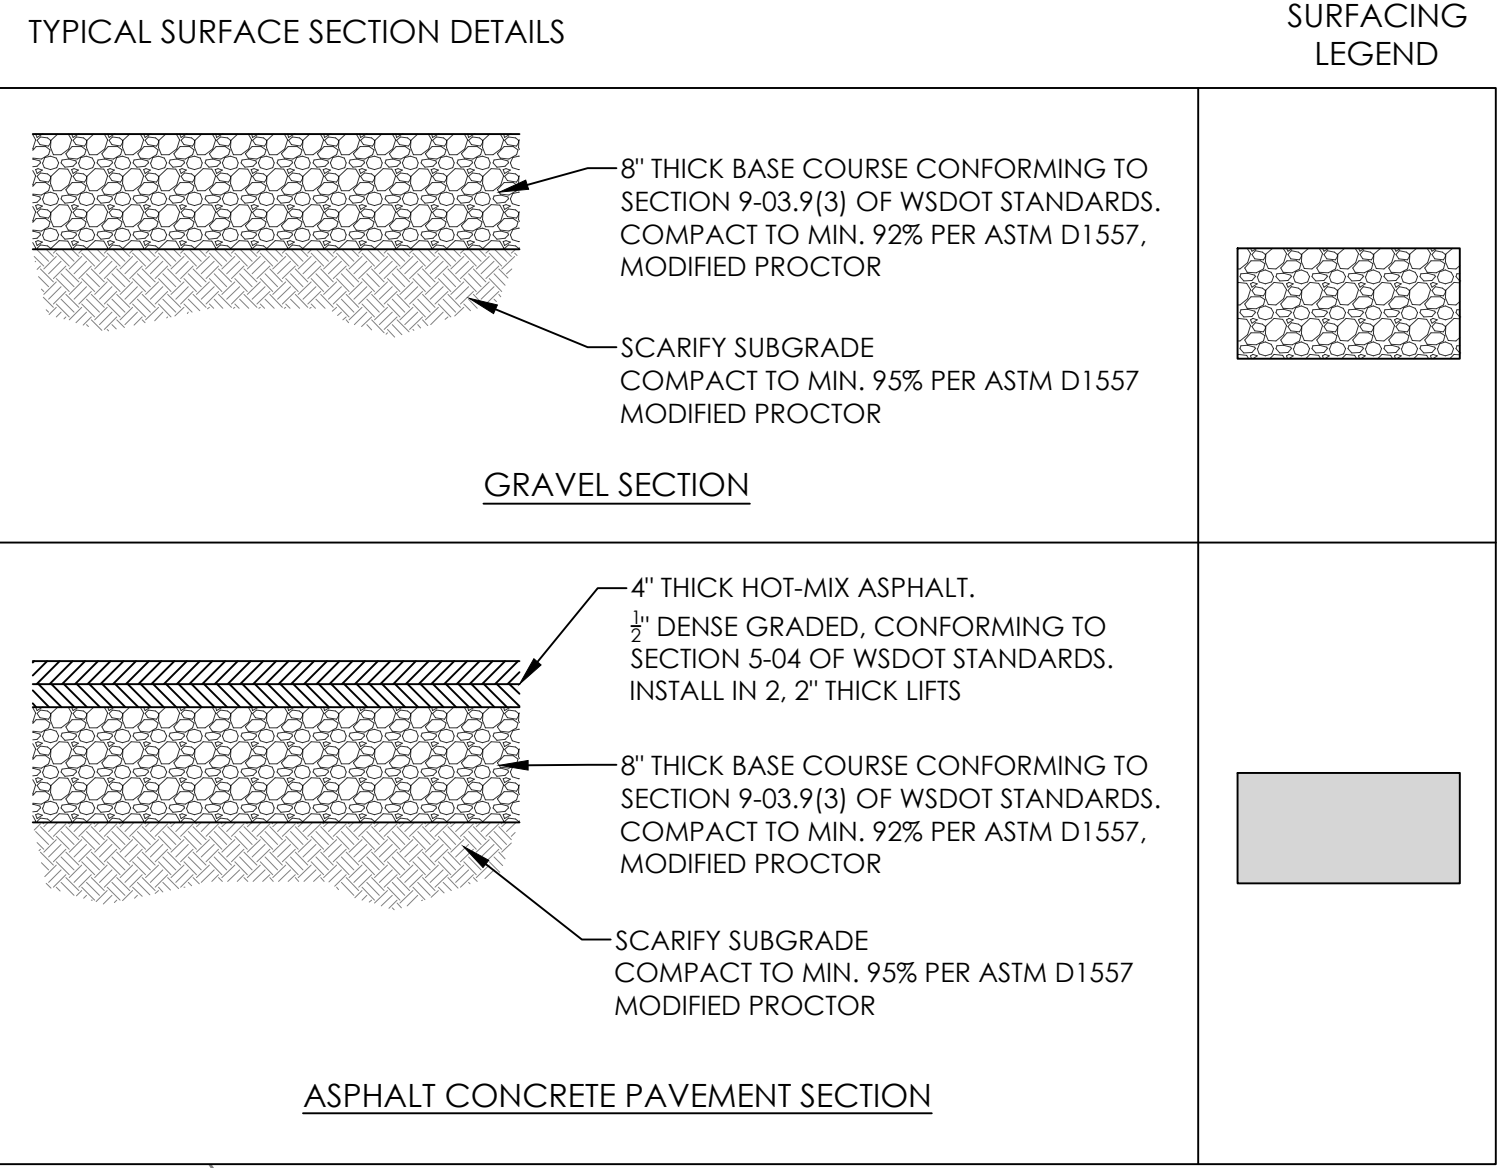 TYPICAL SURFACE SECTION DETAILS
SURFACING
LEGEND
8" THICK BASE COURSE CONFORMING TO
SECTION 9-03.9(3) OF WSDOT STANDARDS.
COMPACT TO MIN. 92% PER ASTM D1557,
MODIFIED PROCTOR
SCARIFY SUBGRADE
COMPACT TO MIN. 95% PER ASTM D1557
MODIFIED PROCTOR
GRAVEL SECTION
4" THICK HOT-MIX ASPHALT.
½" DENSE GRADED, CONFORMING TO
SECTION 5-04 OF WSDOT STANDARDS.
INSTALL IN 2, 2" THICK LIFTS
8" THICK BASE COURSE CONFORMING TO
SECTION 9-03.9(3) OF WSDOT STANDARDS.
COMPACT TO MIN. 92% PER ASTM D1557,
MODIFIED PROCTOR
SCARIFY SUBGRADE
COMPACT TO MIN. 95% PER ASTM D1557
MODIFIED PROCTOR
ASPHALT CONCRETE PAVEMENT SECTION